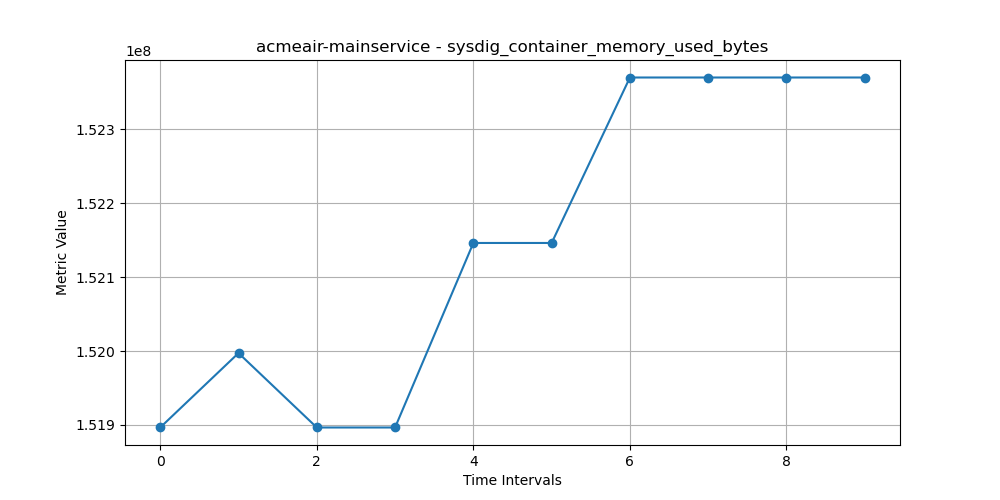 acmeair-mainservice - sysdig_container_memory_used_bytes
1e8
1.523
1.522
1.521
1.520
1.519
Metric Value
0 2 4 6 8
Time Intervals